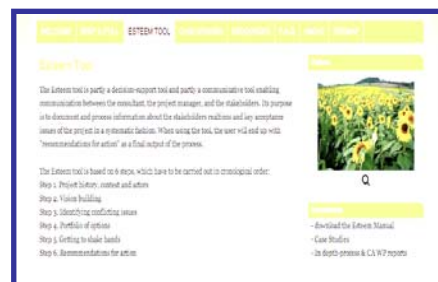 ESTEEM TOOL
Esteem Tool
The Esteem tool is partly a decision-support tool and partly a communicative tool enabling
communication between the consultant, the project manager, and the stakeholders. Its purpose
is to document and process information about the stakeholders realtions and key acceptance
issues of the project in a systematic fashion. When using the tool, the user will end up with
"recommendations for action" as a final output of the process.
The Esteem tool is based on 6 steps, which have to be carried out in cronological order:
Step 1. Project history, context and actors
Step 2. Vision building
Step 3. Identifying conflicting issues
Step 4. Portfolio of options
Step 5. Getting to shake hands
Step 6. Recommendations for action
- download the Esteem Manual
- Case Studies
- In depth-process & CA WP reports